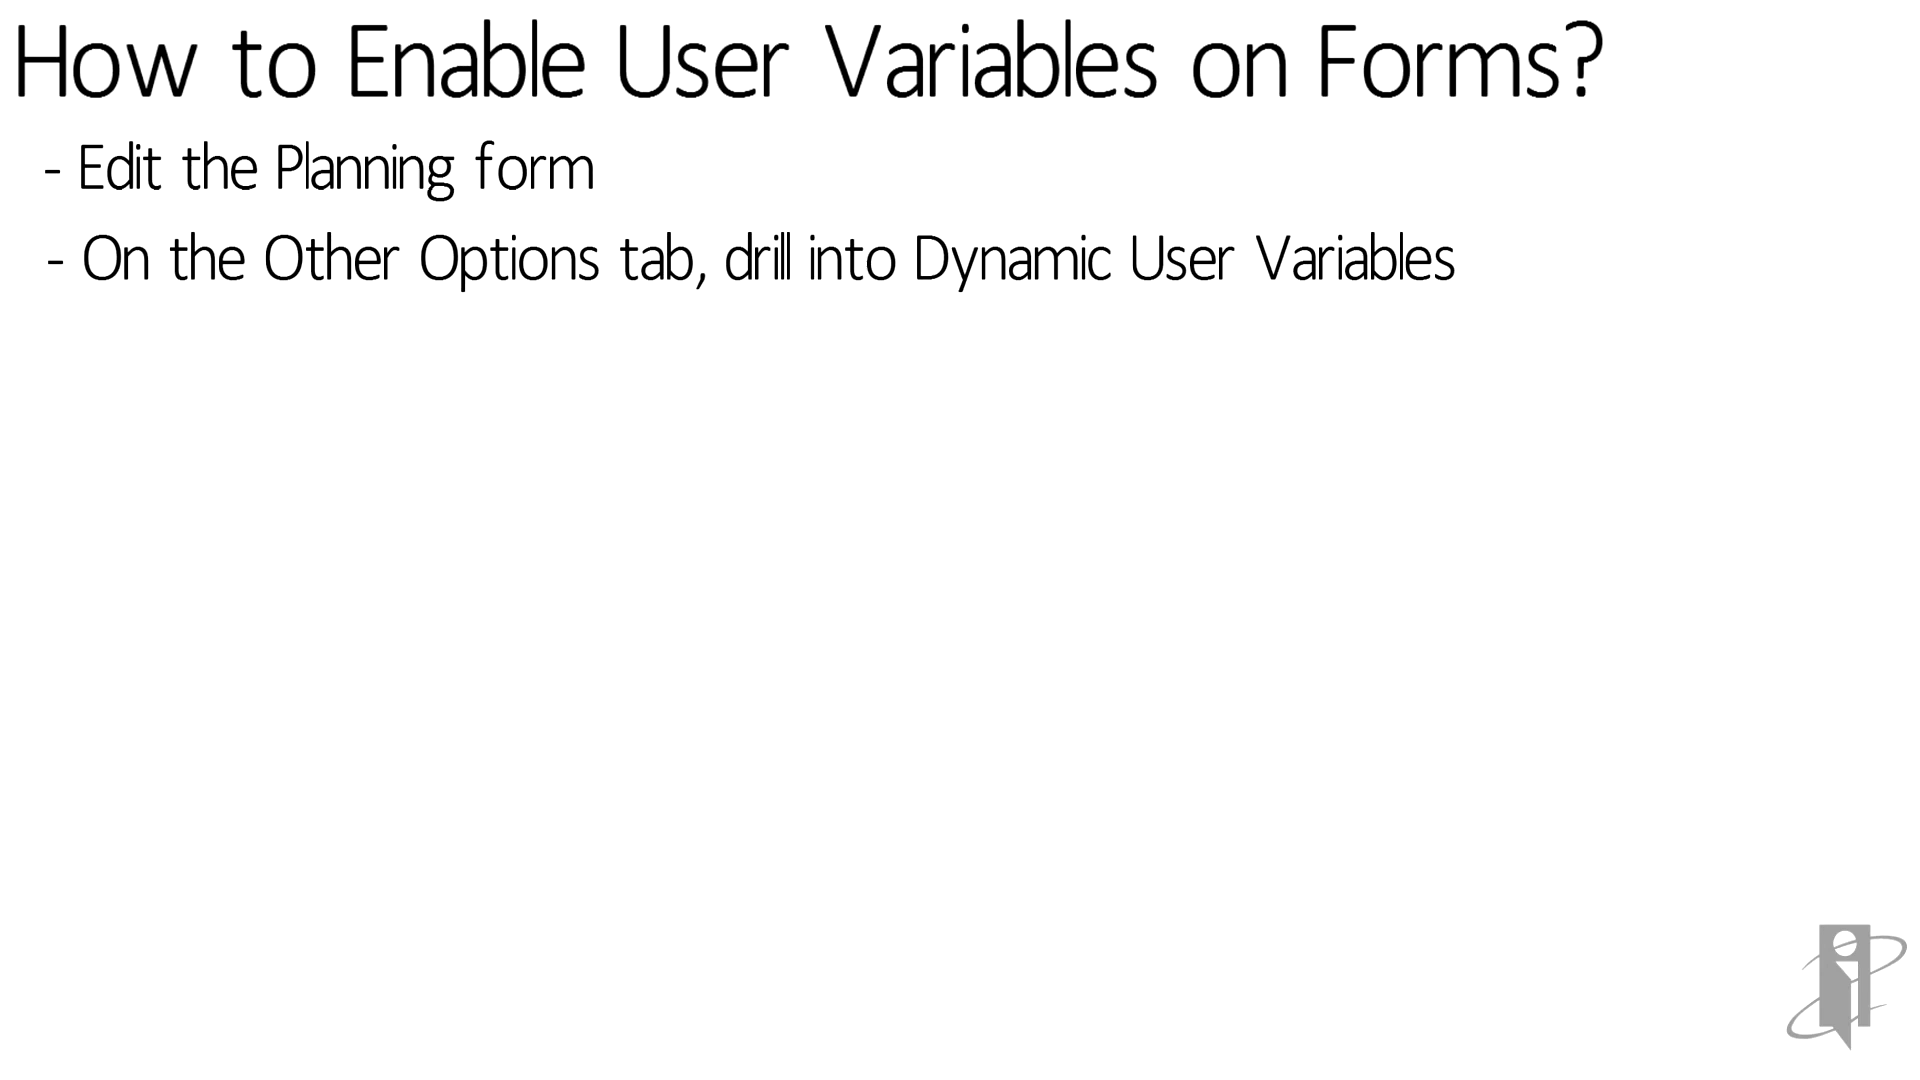 How to Enable User Variables on Forms?
- Edit the Planning form
- On the Other Options tab, drill into Dynamic User Variables